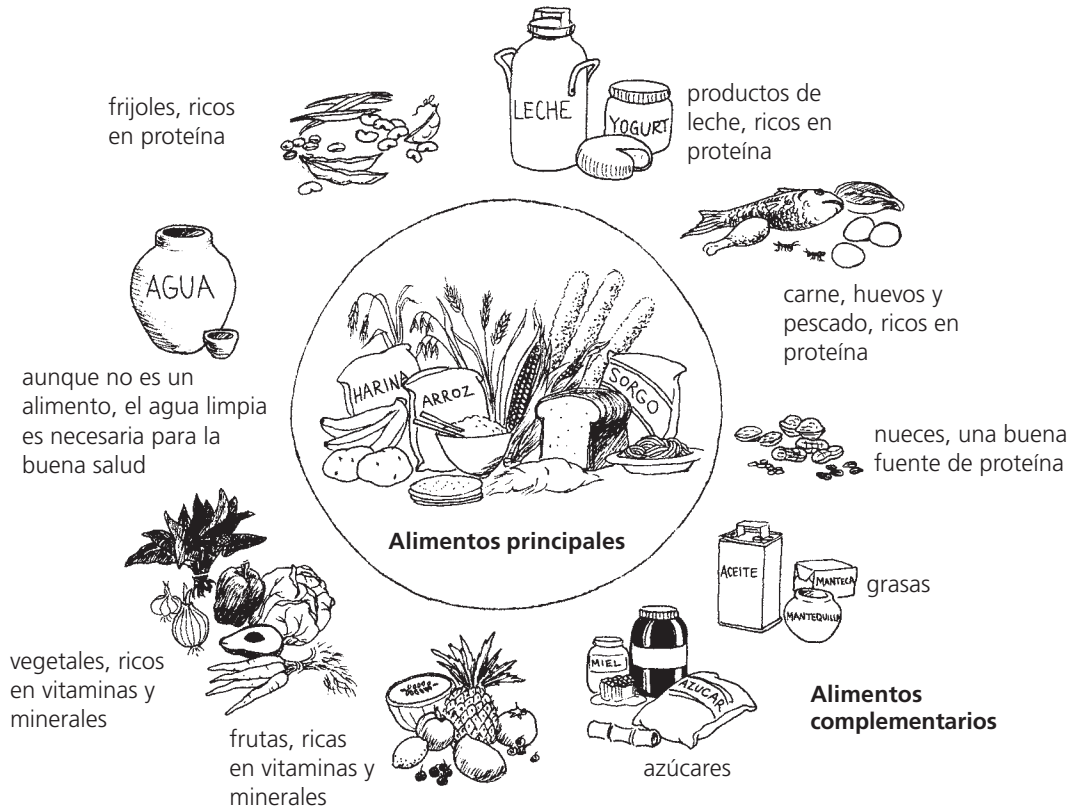 frijoles, ricos
en proteína
LECHE
YOGURT
productos de
leche, ricos en
proteína
carne, huevos y
pescado, ricos en
proteína
AGUA
aunque no es un
alimento, el agua limpia
es necesaria para la
buena salud
HARINA
ARROZ
SORGO
Alimentos principales
nueces, una buena
fuente de proteína
ACEITE
MANTECA
MANTEQUILLA
grasas
vegetales, ricos
en vitaminas y
minerales
frutas, ricas
en vitaminas y
minerales
MIEL
AZUCAR
azúcares
Alimentos
complementarios